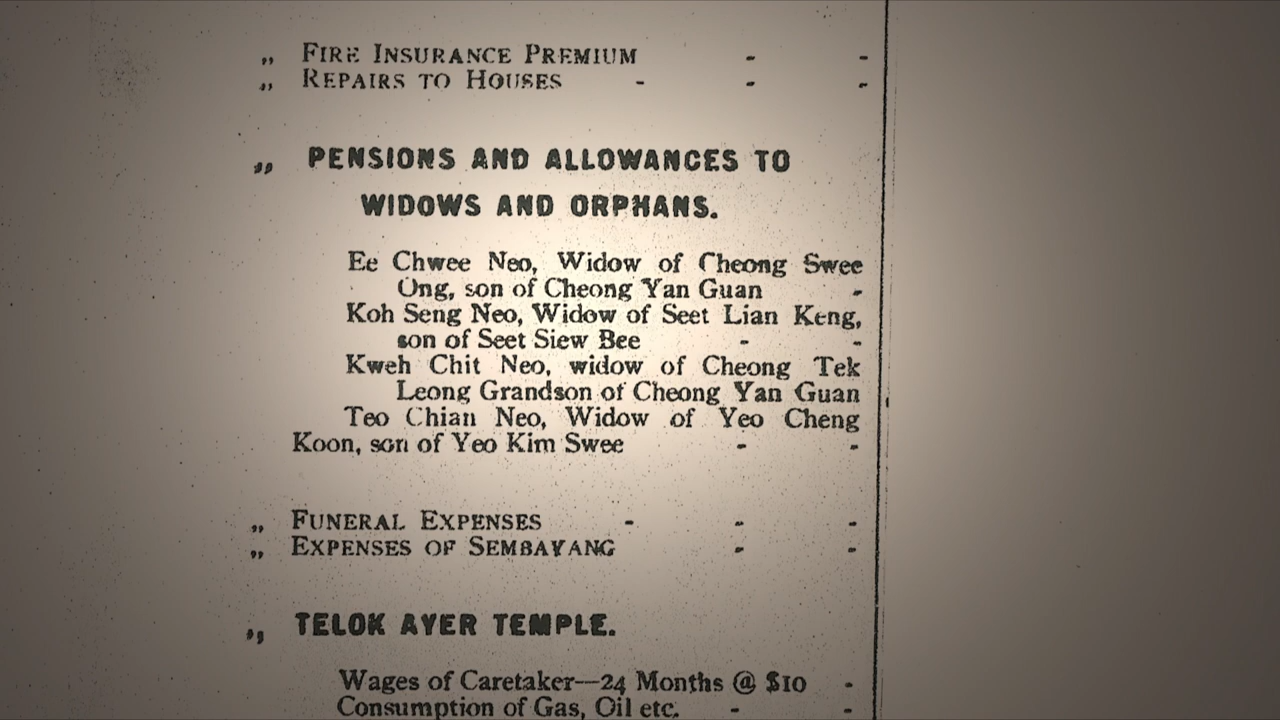 „ FIRE INSURANCE PREMIUM - -
„ REPAIRS TO HOUSES - - -
„ PENSIONS AND ALLOWANCES TO
WIDOWS AND ORPHANS.
Ee Chwee Neo, Widow of Cheong Swee
Ong, son of Cheong Yan Guan -
Koh Seng Neo, Widow of Seet Lian Keng,
son of Seet Siew Bee - -
Kweh Chit Neo, widow of Cheong Tek
Leong Grandson of Cheong Yan Guan
Teo Chian Neo, Widow of Yeo Cheng
Koon, son of Yeo Kim Swee - -
„ FUNERAL EXPENSES - - -
„ EXPENSES OF SEMBAYANG - -
„ TELOK AYER TEMPLE.
Wages of Caretaker—24 Months @ $10 -
Consumption of Gas, Oil etc. - -